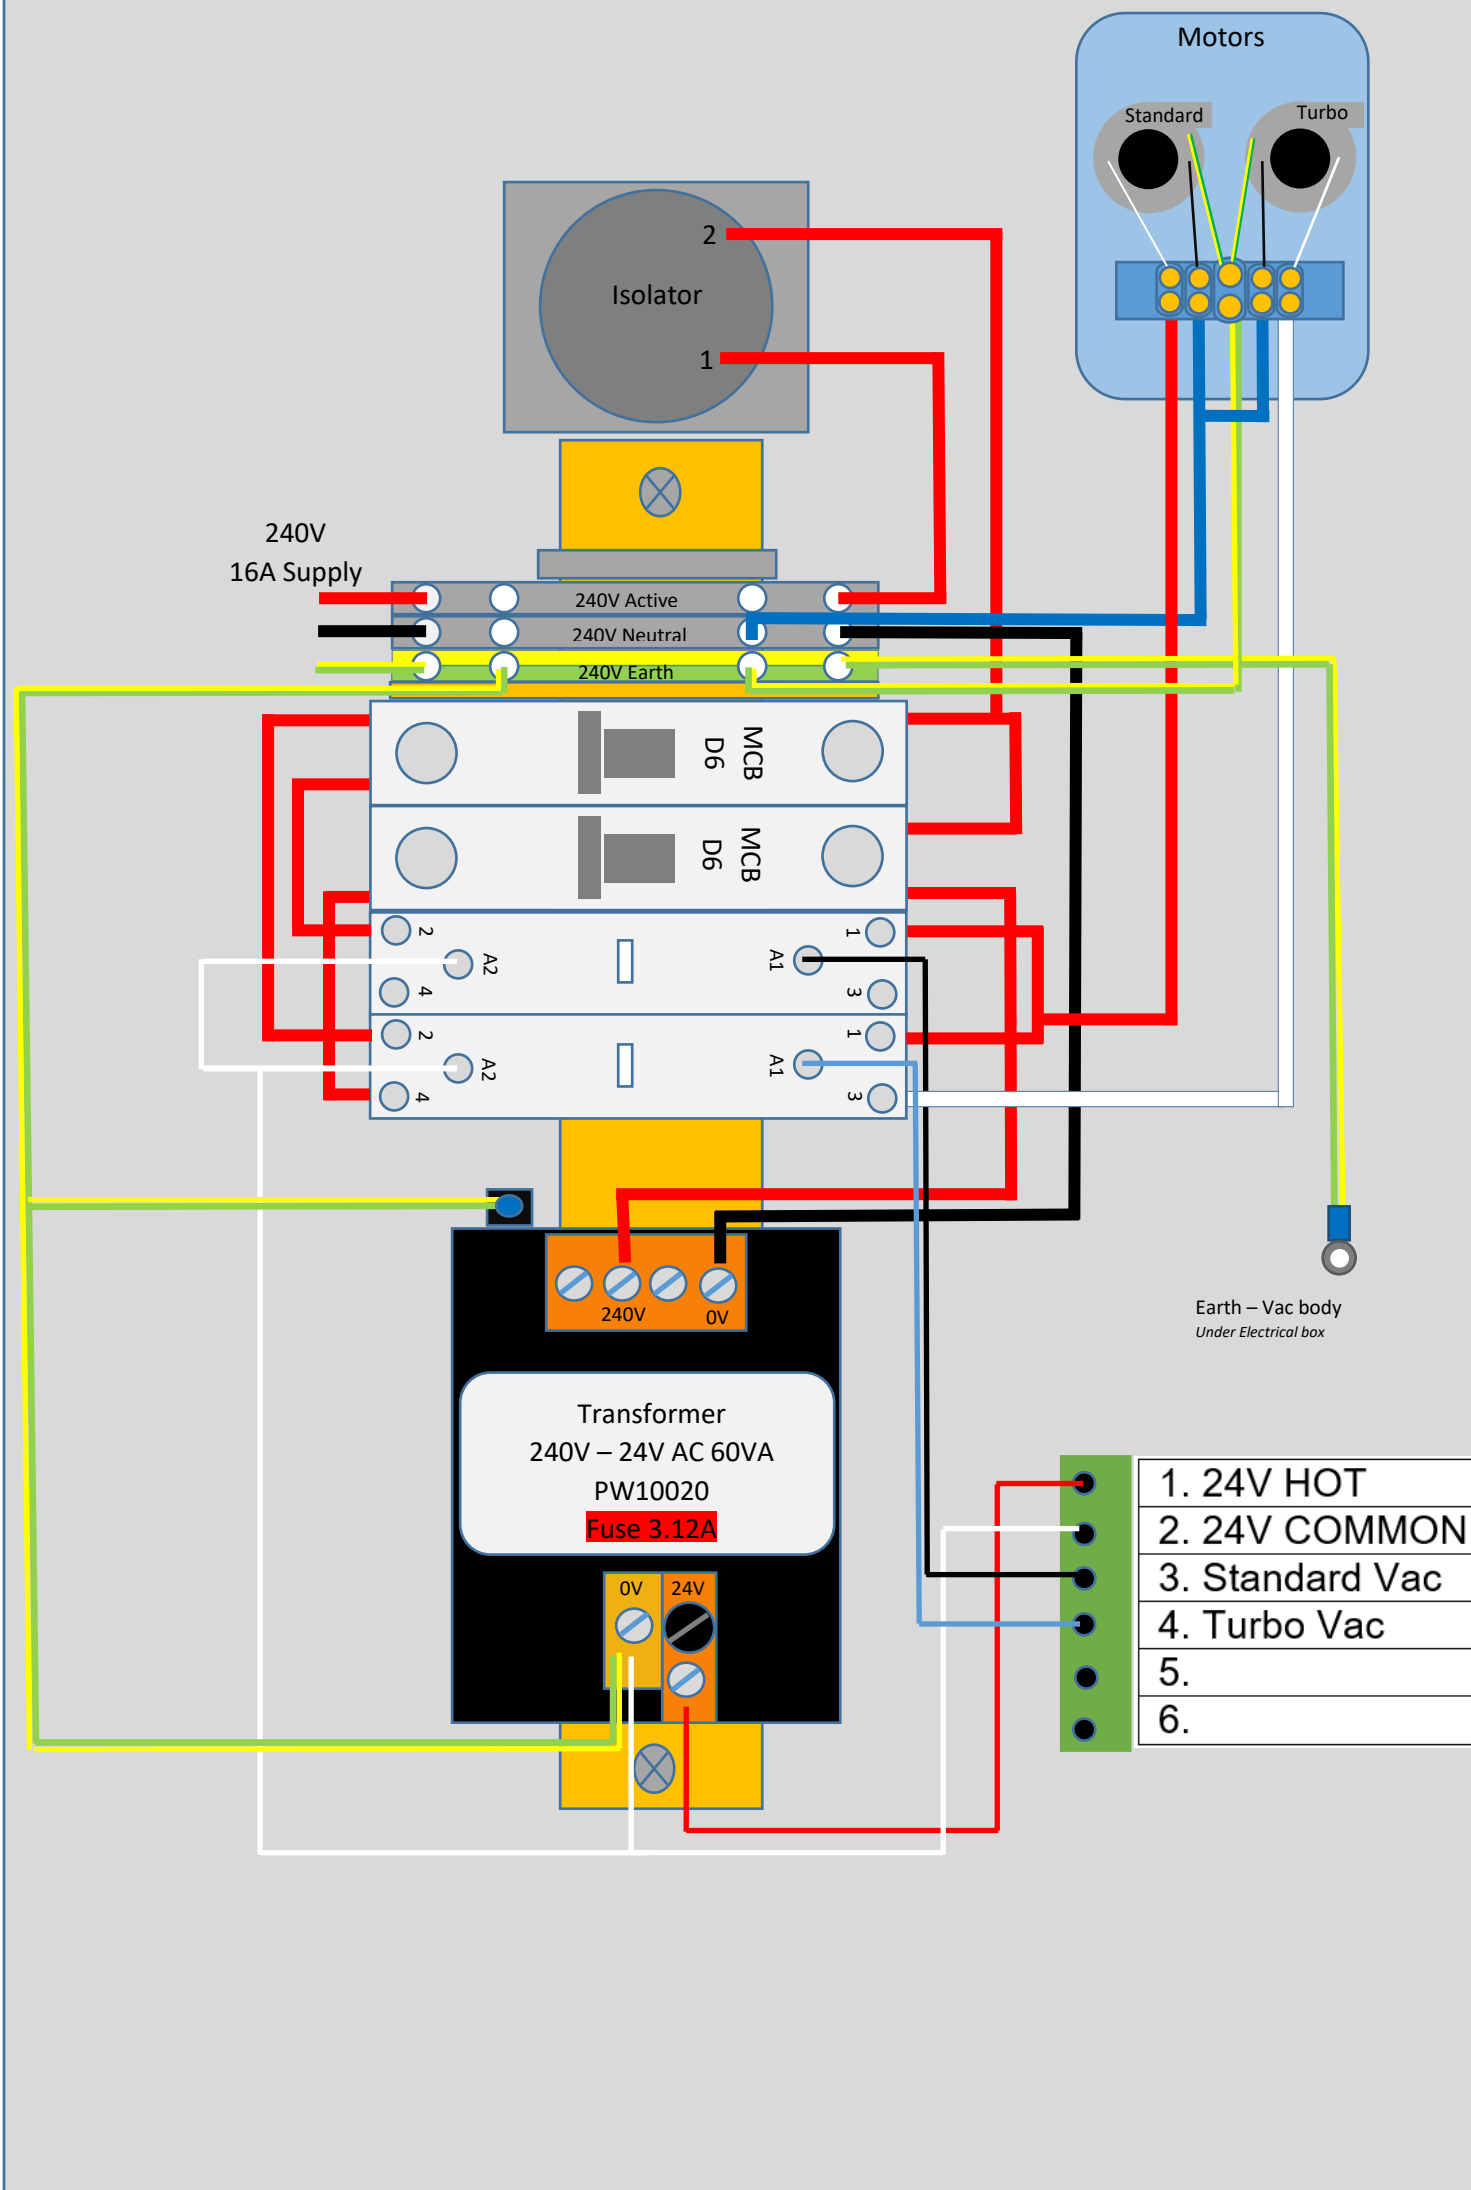 Motors
Standard
Turbo
2
Isolator
1
240V
16A Supply
240V Active
240V Neutral
240V Earth
MCB
D6
MCB
D6
2
A2
4
A1
1
3
2
A2
4
A1
1
3
240V
0V
Earth – Vac body
Under Electrical box
Transformer
240V – 24V AC 60VA
PW10020
Fuse 3.12A
0V
24V
1. 24V HOT
2. 24V COMMON
3. Standard Vac
4. Turbo Vac
5.
6.